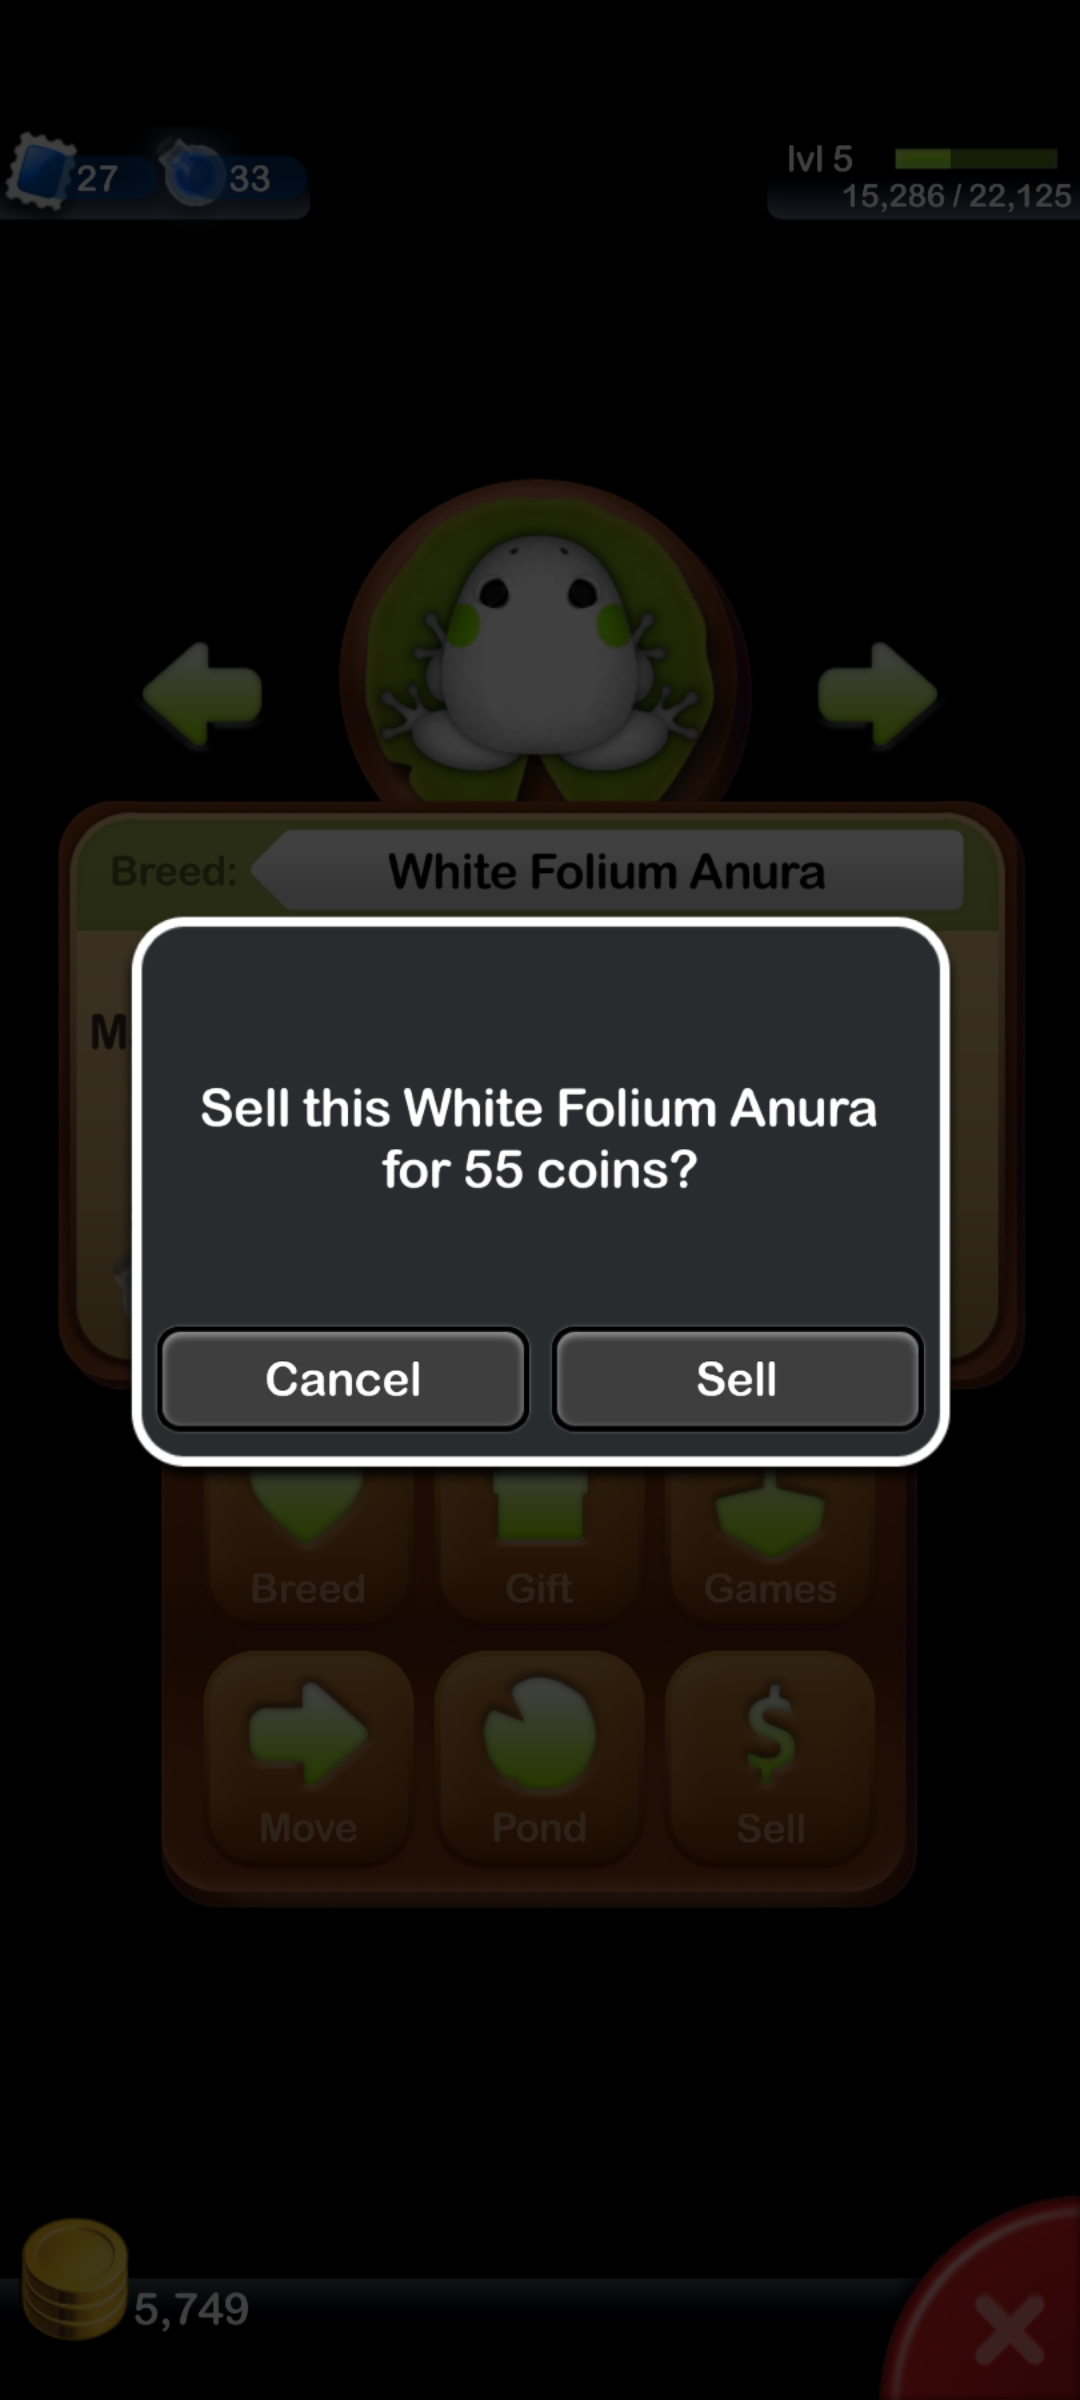 27
33
lvl 5
15,286 / 22,125
Breed:
White Folium Anura
M
Sell this White Folium Anura
for 55 coins?
Cancel
Sell
Breed
Gift
Games
Move
Pond
$
Sell
5,749